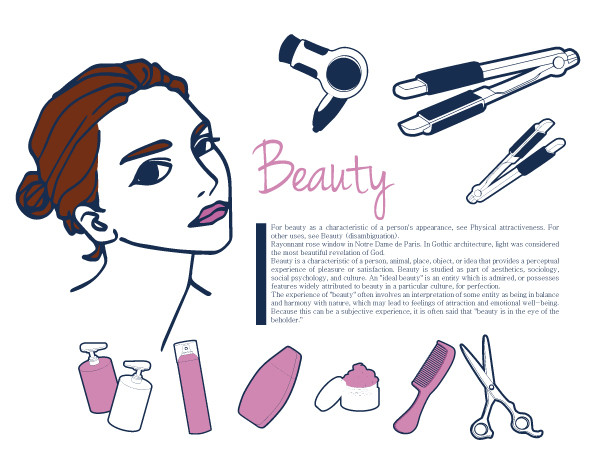 Beauty
For beauty as a characteristic of a person's appearance, see Physical attractiveness. For
other uses, see Beauty (disambiguation).
Rayonnant rose window in Notre Dame de Paris. In Gothic architecture, light was considered
the most beautiful revelation of God.
Beauty is a characteristic of a person, animal, place, object, or idea that provides a perceptual
experience of pleasure or satisfaction. Beauty is studied as part of aesthetics, sociology,
social psychology, and culture. An "ideal beauty" is an entity which is admired, or possesses
features widely attributed to beauty in a particular culture, for perfection.
The experience of "beauty" often involves an interpretation of some entity as being in balance
and harmony with nature, which may lead to feelings of attraction and emotional well-being.
Because this can be a subjective experience, it is often said that "beauty is in the eye of the
beholder."